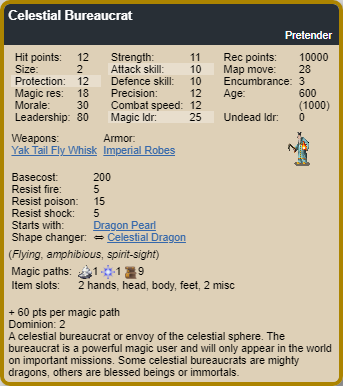 Celestial Bureaucrat
Pretender
Hit points: 12 Strength: 11 Rec points: 10000
Size: 2 Attack skill: 10 Map move: 28
Protection: 12 Defence skill: 10 Encumbrance: 3
Magic res: 18 Precision: 12 Age: 600
Morale: 30 Combat speed: 12 (1000)
Leadership: 80 Magic ldr: 25 Undead ldr: 0
Weapons: Armor:
Yak Tail Fly Whisk Imperial Robes
Basecost: 200
Resist fire: 5
Resist poison: 15
Resist shock: 5
Starts with: Dragon Pearl
Shape changer: ⇔ Celestial Dragon
(Flying, amphibious, spirit-sight)
Magic paths: 1 1 9
Item slots: 2 hands, head, body, feet, 2 misc
+ 60 pts per magic path
Dominion: 2
A celestial bureaucrat or envoy of the celestial sphere. The
bureaucrat is a powerful magic user and will only appear in the world
on important missions. Some celestial bureaucrats are mighty
dragons, others are blessed beings or immortals.